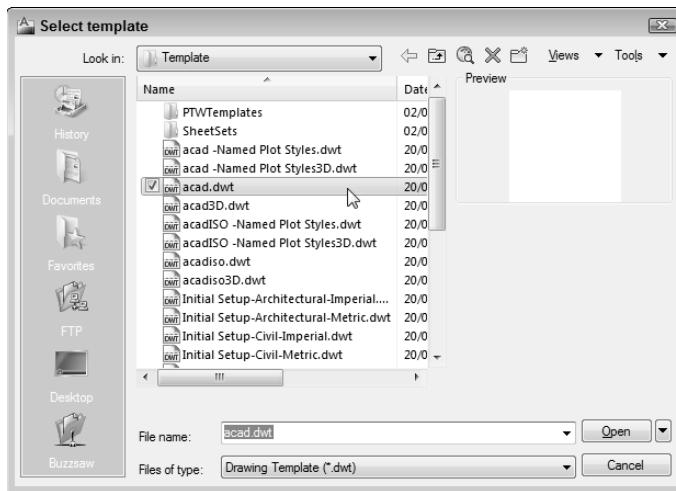 Select template
Look in: Template Views Tools
Name Date Preview
PTWTemplates 02/0
SheetSets 02/0
acad -Named Plot Styles.dwt 20/0
acad -Named Plot Styles3D.dwt 20/0
acad.dwt 20/0
acad3D.dwt 20/0
acadISO -Named Plot Styles.dwt 20/0
acadISO -Named Plot Styles3D.dwt 20/0
acadiso.dwt 20/0
acadiso3D.dwt 20/0
Initial Setup-Architectural-Imperial.... 20/0
Initial Setup-Architectural-Metric.dwt 20/0
Initial Setup-Civil-Imperial.dwt 20/0
Initial Setup-Civil-Metric.dwt 20/0
History
Documents
Favorites
FTP
Desktop
Buzzsaw
File name: acad.dwt Open
Files of type: Drawing Template (*.dwt) Cancel